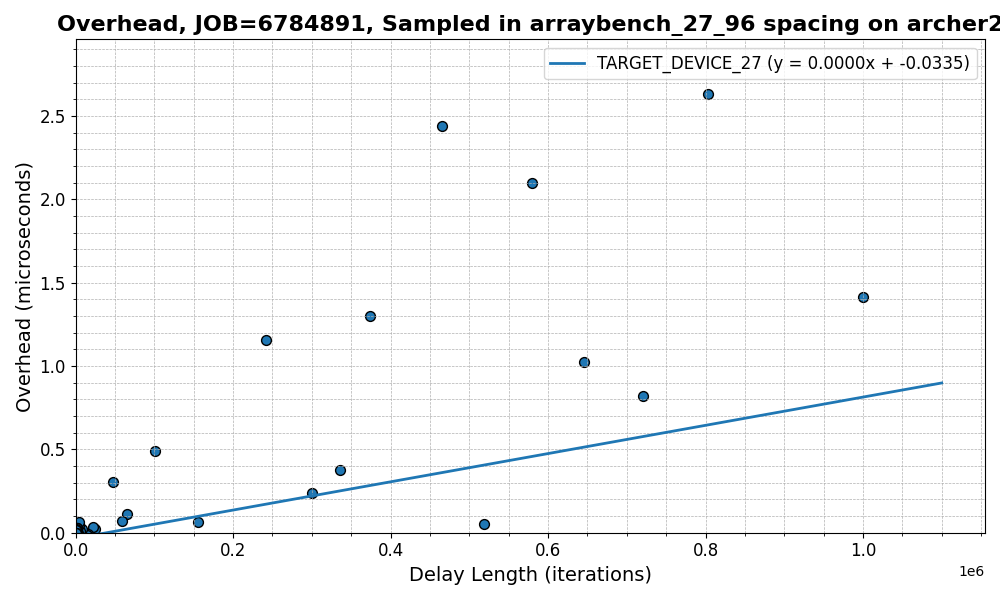 Overhead, JOB=6784891, Sampled in arraybench_27_96 spacing on archer2
TARGET_DEVICE_27 (y = 0.0000x + -0.0335)
Overhead (microseconds)
2.5
2.0
1.5
1.0
0.5
0.0
0.0 0.2 0.4 0.6 0.8 1.0
1e6
Delay Length (iterations)